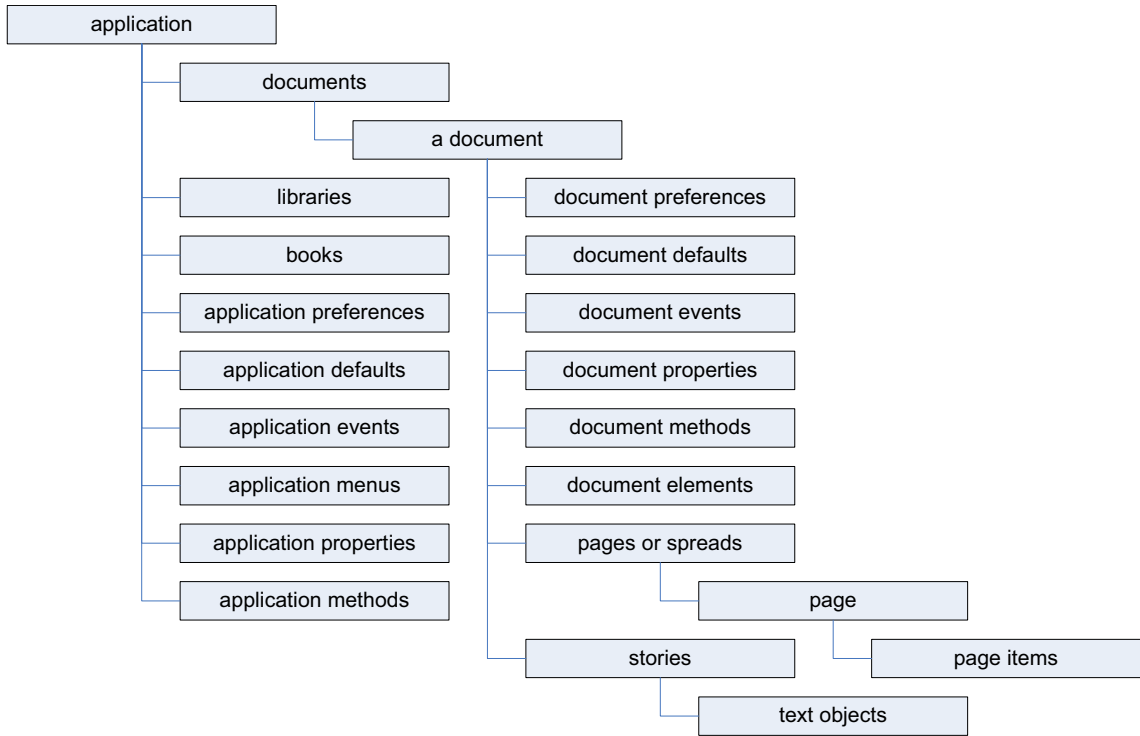 application
documents
a document
libraries
document preferences
books
document defaults
application preferences
document events
application defaults
document properties
application events
document methods
application menus
document elements
application properties
pages or spreads
application methods
page
stories
page items
text objects